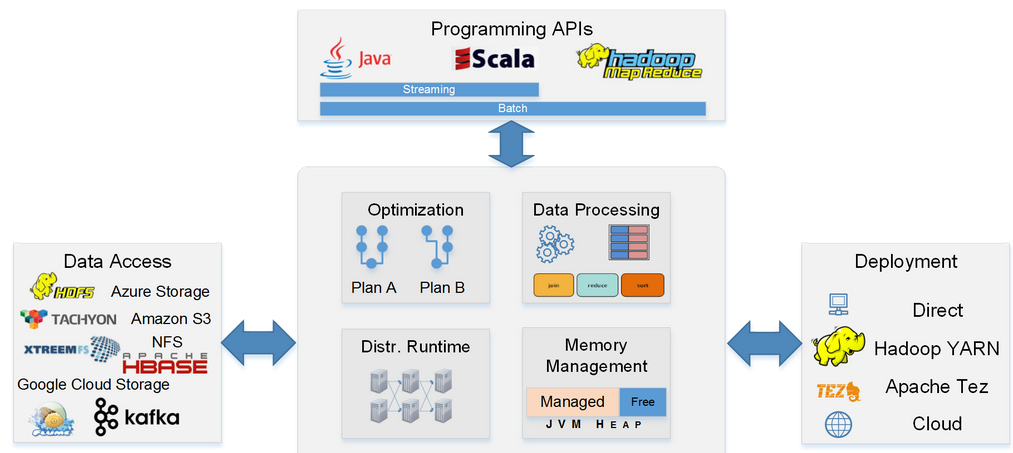 Programming APIs
Java
Scala
hadoop
Map Reduce
Streaming
Batch
Optimization
Plan A
Plan B
Data Processing
join
reduce
sort
Distr. Runtime
Memory
Management
Managed
Free
JVM HEAP
Data Access
HDFS
Azure Storage
TACHYON
Amazon S3
XTREEMFS
NFS
APACHE
HBASE
Google Cloud Storage
kafka
Deployment
Direct
Hadoop YARN
TEZ
Apache Tez
Cloud